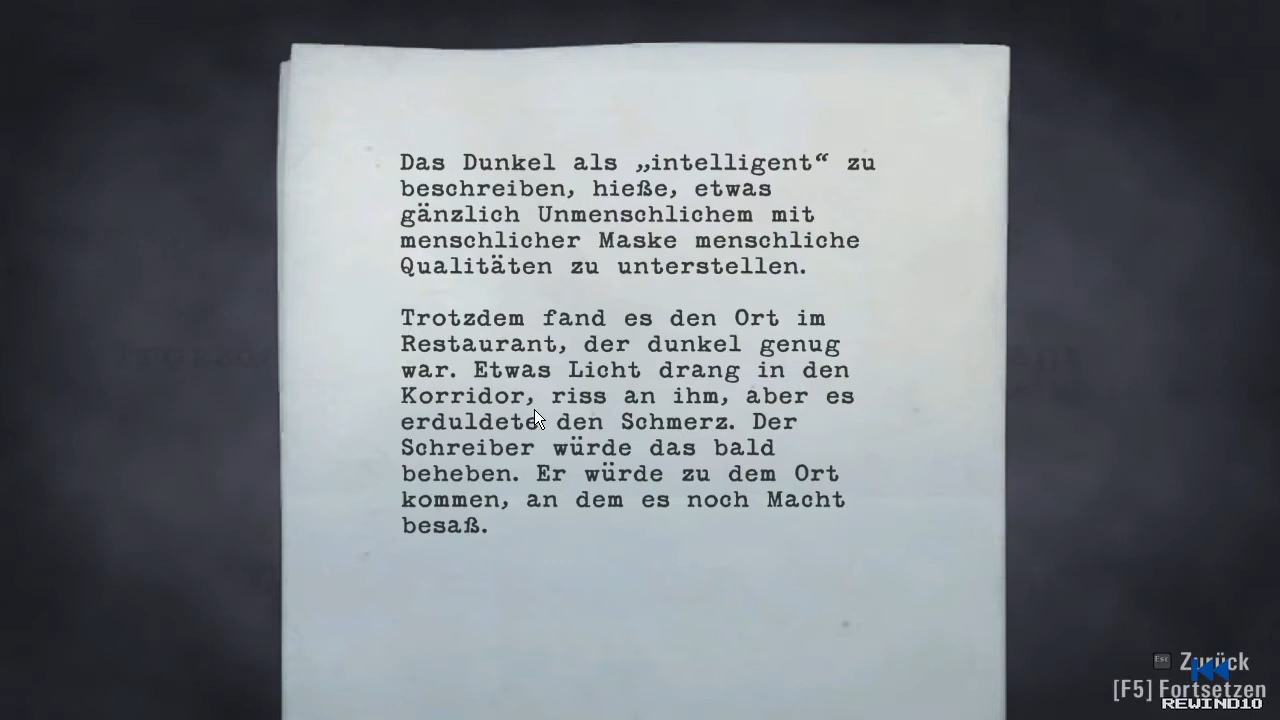 Das Dunkel als „intelligent“ zu
beschreiben, hieße, etwas
gänzlich Unmenschlichem mit
menschlicher Maske menschliche
Qualitäten zu unterstellen.
Trotzdem fand es den Ort im
Restaurant, der dunkel genug
war. Etwas Licht drang in den
Korridor, riss an ihm, aber es
erduldete den Schmerz. Der
Schreiber würde das bald
beheben. Er würde zu dem Ort
kommen, an dem es noch Macht
besaß.
Esc Zurück
[F5] Fortsetzen
REWIND10